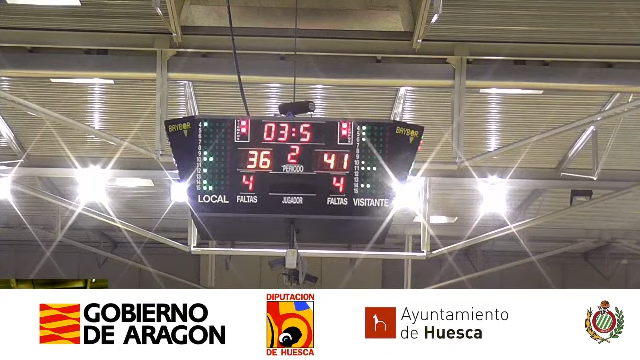 BRYBOR
03:5
BRYBOR
36 2 41
PERIODO
4 4
LOCAL FALTAS JUGADOR FALTAS VISITANTE
GOBIERNO
DE ARAGON
DIPUTACION
DE HUESCA
Ayuntamiento
de Huesca